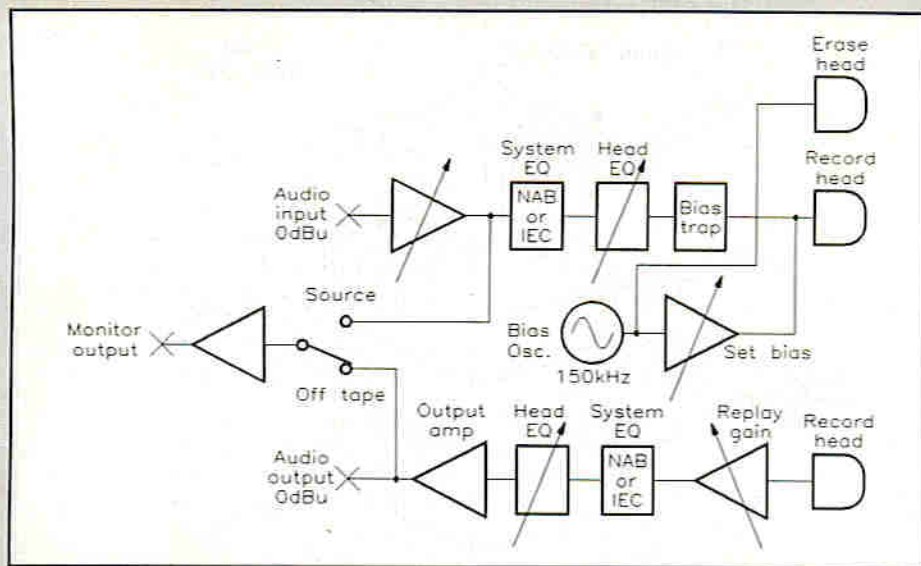 Erase
head
System
EQ
Head
EQ
Record
head
Audio
input
0dBu
NAB
or
IEC
Bias
trap
Source
Monitor
output
Bias
Osc.
150kHz
Set bias
Off tape
Output
amp
Head
EQ
System
EQ
Replay
gain
Record
head
Audio
output
0dBu
NAB
or
IEC